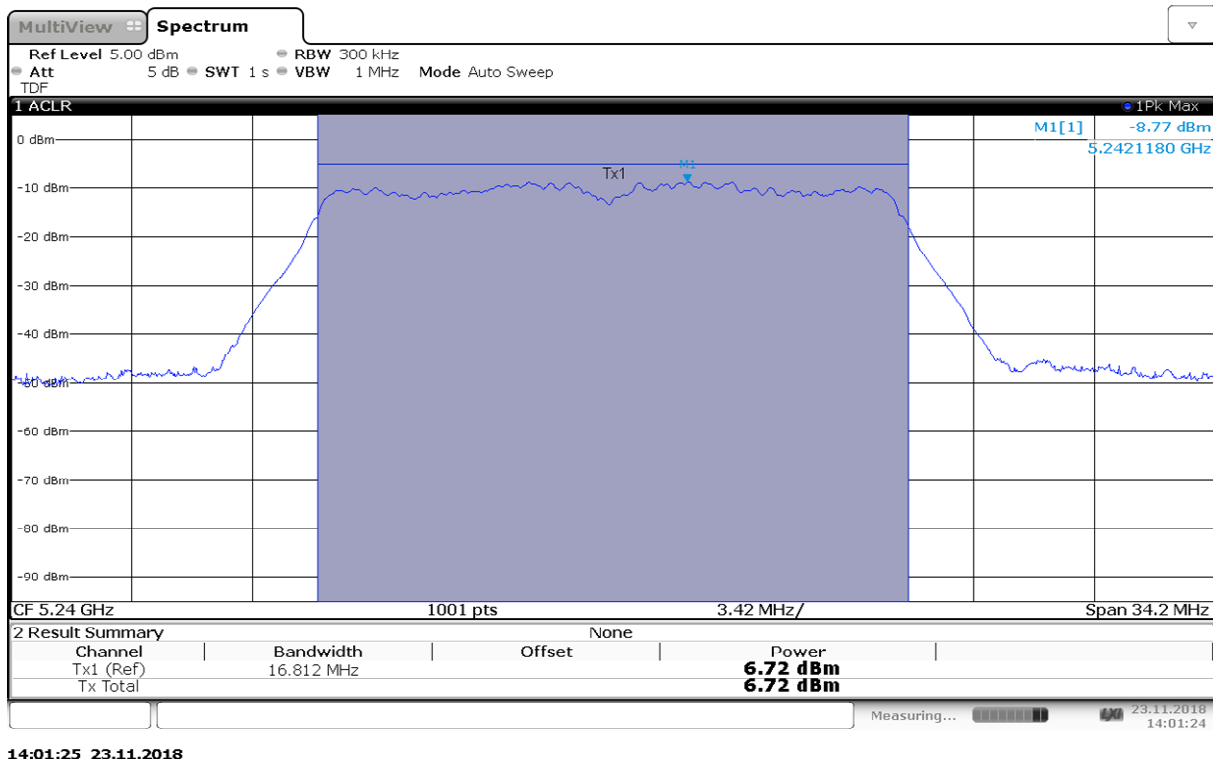 MultiView Spectrum
Ref Level 5.00 dBm RBW 300 kHz
Att 5 dB SWT 1 s VBW 1 MHz Mode Auto Sweep
TDF
1 ACLR 1Pk Max
M1[1] -8.77 dBm
5.2421180 GHz
0 dBm
Tx1
M1
-10 dBm
-20 dBm
-30 dBm
-40 dBm
-50 dBm
-60 dBm
-70 dBm
-80 dBm
-90 dBm
CF 5.24 GHz 1001 pts 3.42 MHz/ Span 34.2 MHz
2 Result Summary None
Channel Bandwidth Offset Power
Tx1 (Ref) 16.812 MHz 6.72 dBm
Tx Total 6.72 dBm
Measuring... LXI 23.11.2018
14:01:24
14:01:25 23.11.2018